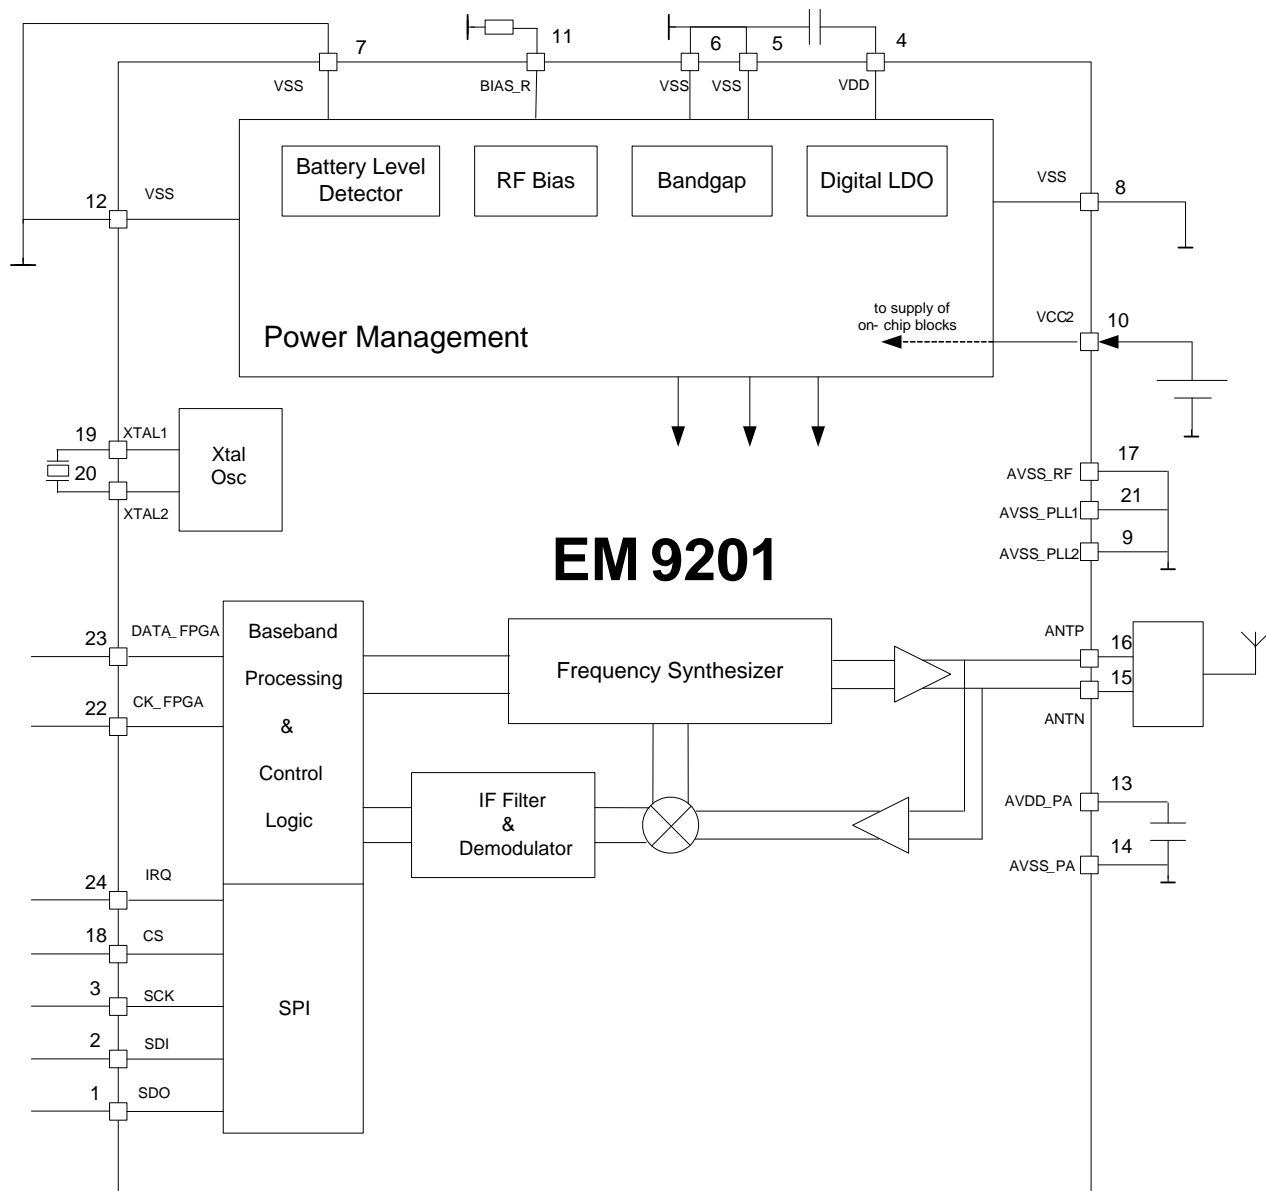 7
11
6
5
4
VSS
BIAS_R
VSS
VSS
VDD
Battery Level
Detector
RF Bias
Bandgap
Digital LDO
12
VSS
VSS
8
to supply of
on- chip blocks
Power Management
VCC2
10
19
XTAL1
20
XTAL2
Xtal
Osc
AVSS_RF
17
AVSS_PLL1
21
AVSS_PLL2
9
EM 9201
23
DATA_FPGA
22
CK_FPGA
Baseband
Processing
&
Control
Logic
Frequency Synthesizer
ANTP
16
15
ANTN
IF Filter
&
Demodulator
13
AVDD_PA
14
AVSS_PA
24
IRQ
18
CS
3
SCK
2
SDI
1
SDO
SPI